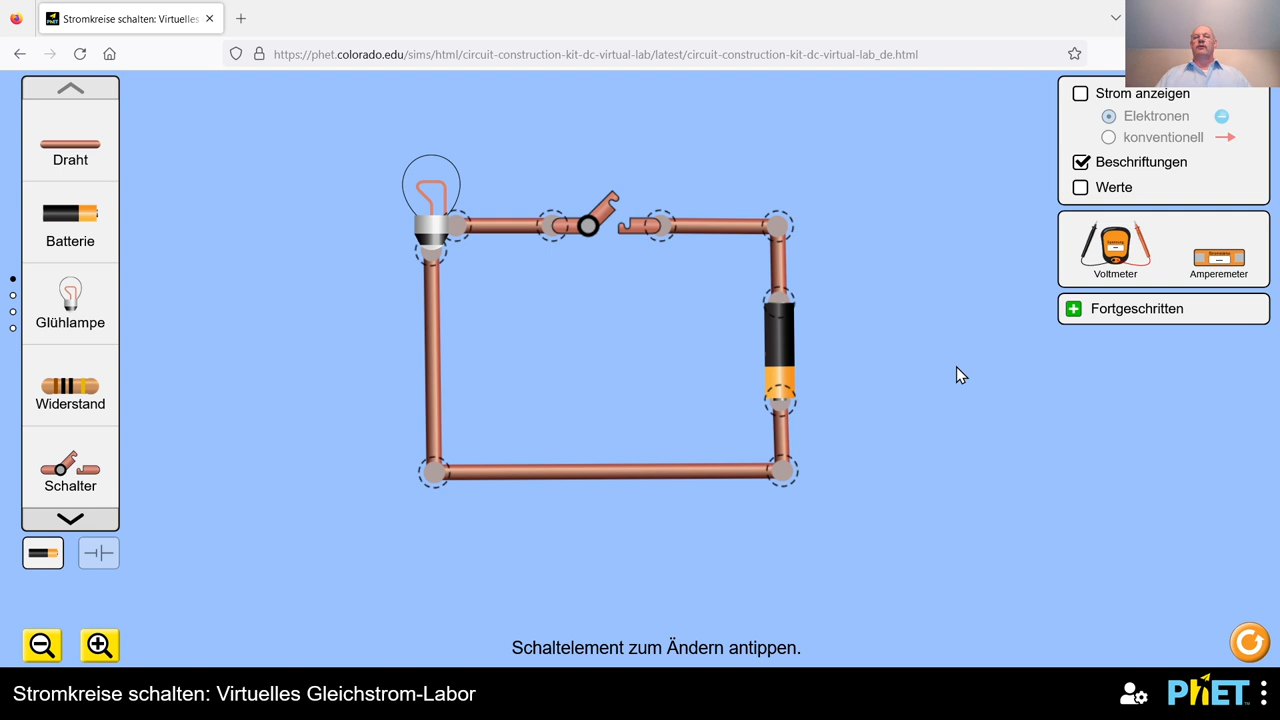 Stromkreise schalten: Virtuelles
https://phet.colorado.edu/sims/html/circuit-construction-kit-dc-virtual-lab/latest/circuit-construction-kit-dc-virtual-lab_de.html
Draht
Batterie
Glühlampe
Widerstand
Schalter
Strom anzeigen
Elektronen
konventionell
Beschriftungen
Werte
Voltmeter
Amperemeter
Fortgeschritten
Schaltelement zum Ändern antippen.
Stromkreise schalten: Virtuelles Gleichstrom-Labor
PhET